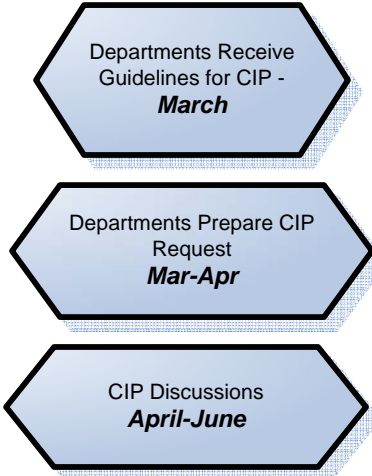 Departments Receive
Guidelines for CIP -
March
Departments Prepare CIP
Request
Mar-Apr
CIP Discussions
April-June